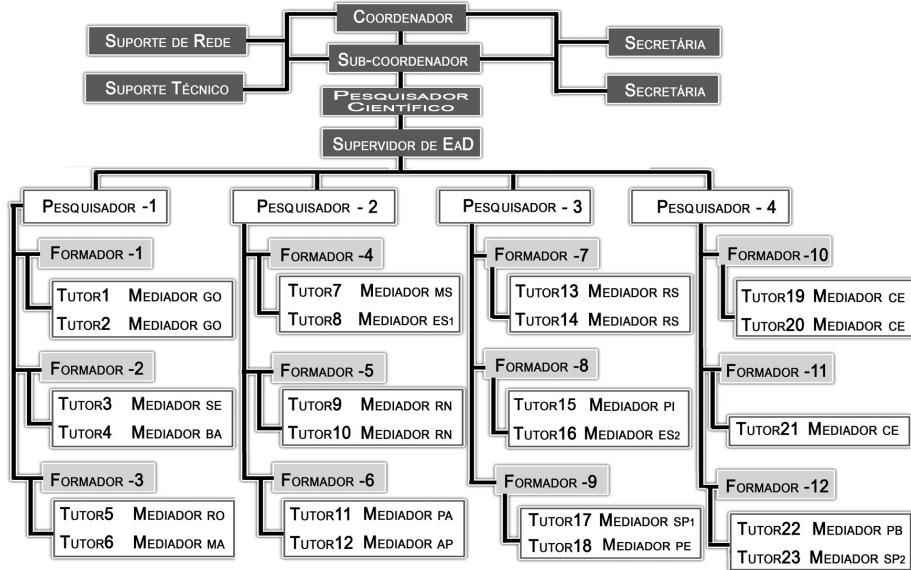 Coordenador
Suporte de Rede
Secretária
Sub-coordenador
Suporte Técnico
Secretária
Pesquisador
Científico
Supervidor de EaD
Pesquisador -1
Formador -1
Tutor1 Mediador GO
Tutor2 Mediador GO
Formador -2
Tutor3 Mediador SE
Tutor4 Mediador BA
Formador -3
Tutor5 Mediador RO
Tutor6 Mediador MA
Pesquisador - 2
Formador -4
Tutor7 Mediador MS
Tutor8 Mediador ES1
Formador -5
Tutor9 Mediador RN
Tutor10 Mediador RN
Formador -6
Tutor11 Mediador PA
Tutor12 Mediador AP
Pesquisador - 3
Formador -7
Tutor13 Mediador RS
Tutor14 Mediador RS
Formador -8
Tutor15 Mediador PI
Tutor16 Mediador ES2
Formador -9
Tutor17 Mediador SP1
Tutor18 Mediador PE
Pesquisador - 4
Formador -10
Tutor19 Mediador CE
Tutor20 Mediador CE
Formador -11
Tutor21 Mediador CE
Formador -12
Tutor22 Mediador PB
Tutor23 Mediador SP2